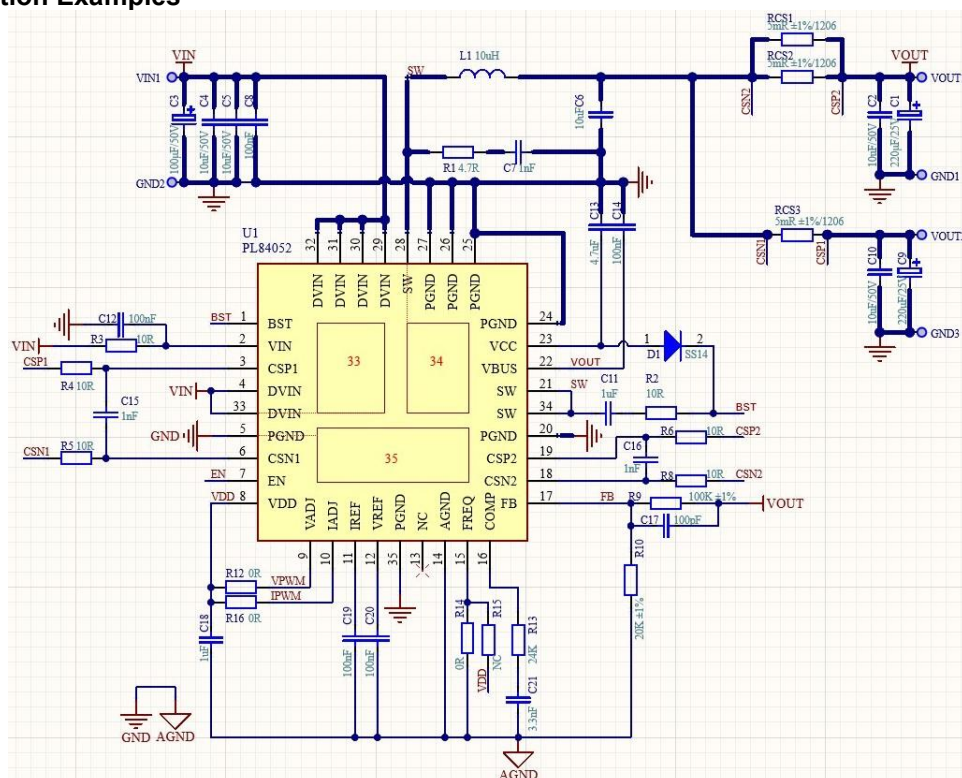 tion Examples
RCS1
5mR ±1%/1206
RCS2
5mR ±1%/1206
VIN
L1 10uH
SW
VOUT
VIN1
VOUT
CSN2
CSP2
C3
100uF/50V
C4
10uF/50V
C5
10uF/50V
C8
100nF
10uF C6
C2
10uF/50V
C1
220uF/25V
R1 4.7R
C7 1nF
GND2
GND1
C13
4.7uF
C14
100nF
RCS3
5mR ±1%/1206
CSN1
CSP1
VOUT
C10
10uF/50V
C9
220uF/25V
GND3
U1
PL84052
32
31
30
29
28
27
26
25
DVIN
DVIN
DVIN
DVIN
SW
PGND
PGND
PGND
C12 100nF
BST
1
BST
PGND
24
VIN
R3 10R
2
VIN
VCC
23
1
D1
2
SS14
CSP1
R4 10R
3
CSP1
VBUS
22
VOUT
VIN
4
DVIN
SW
21
SW
C15
1nF
33
DVIN
SW
34
C11
1uF
R2
10R
BST
GND
5
PGND
PGND
20
CSN1
R5 10R
6
CSN1
CSP2
19
C16
1nF
R6 10R
CSP2
EN
7
EN
CSN2
18
R8 10R
CSN2
VDD
8
VDD
FB
17
FB
R9
100K ±1%
VOUT
C17 100pF
33
34
35
VADJ
IADJ
IREF
VREF
PGND
NC
AGND
FREQ
COMP
9
10
11
12
35
13
14
15
16
R12 0R
VPWM
IPWM
R16 0R
C18
1uF
C19
100nF
C20
100nF
R14
0R
R15
NC
VDD
R13
24K
C21
3.3nF
R10
20K ±1%
GND AGND
AGND